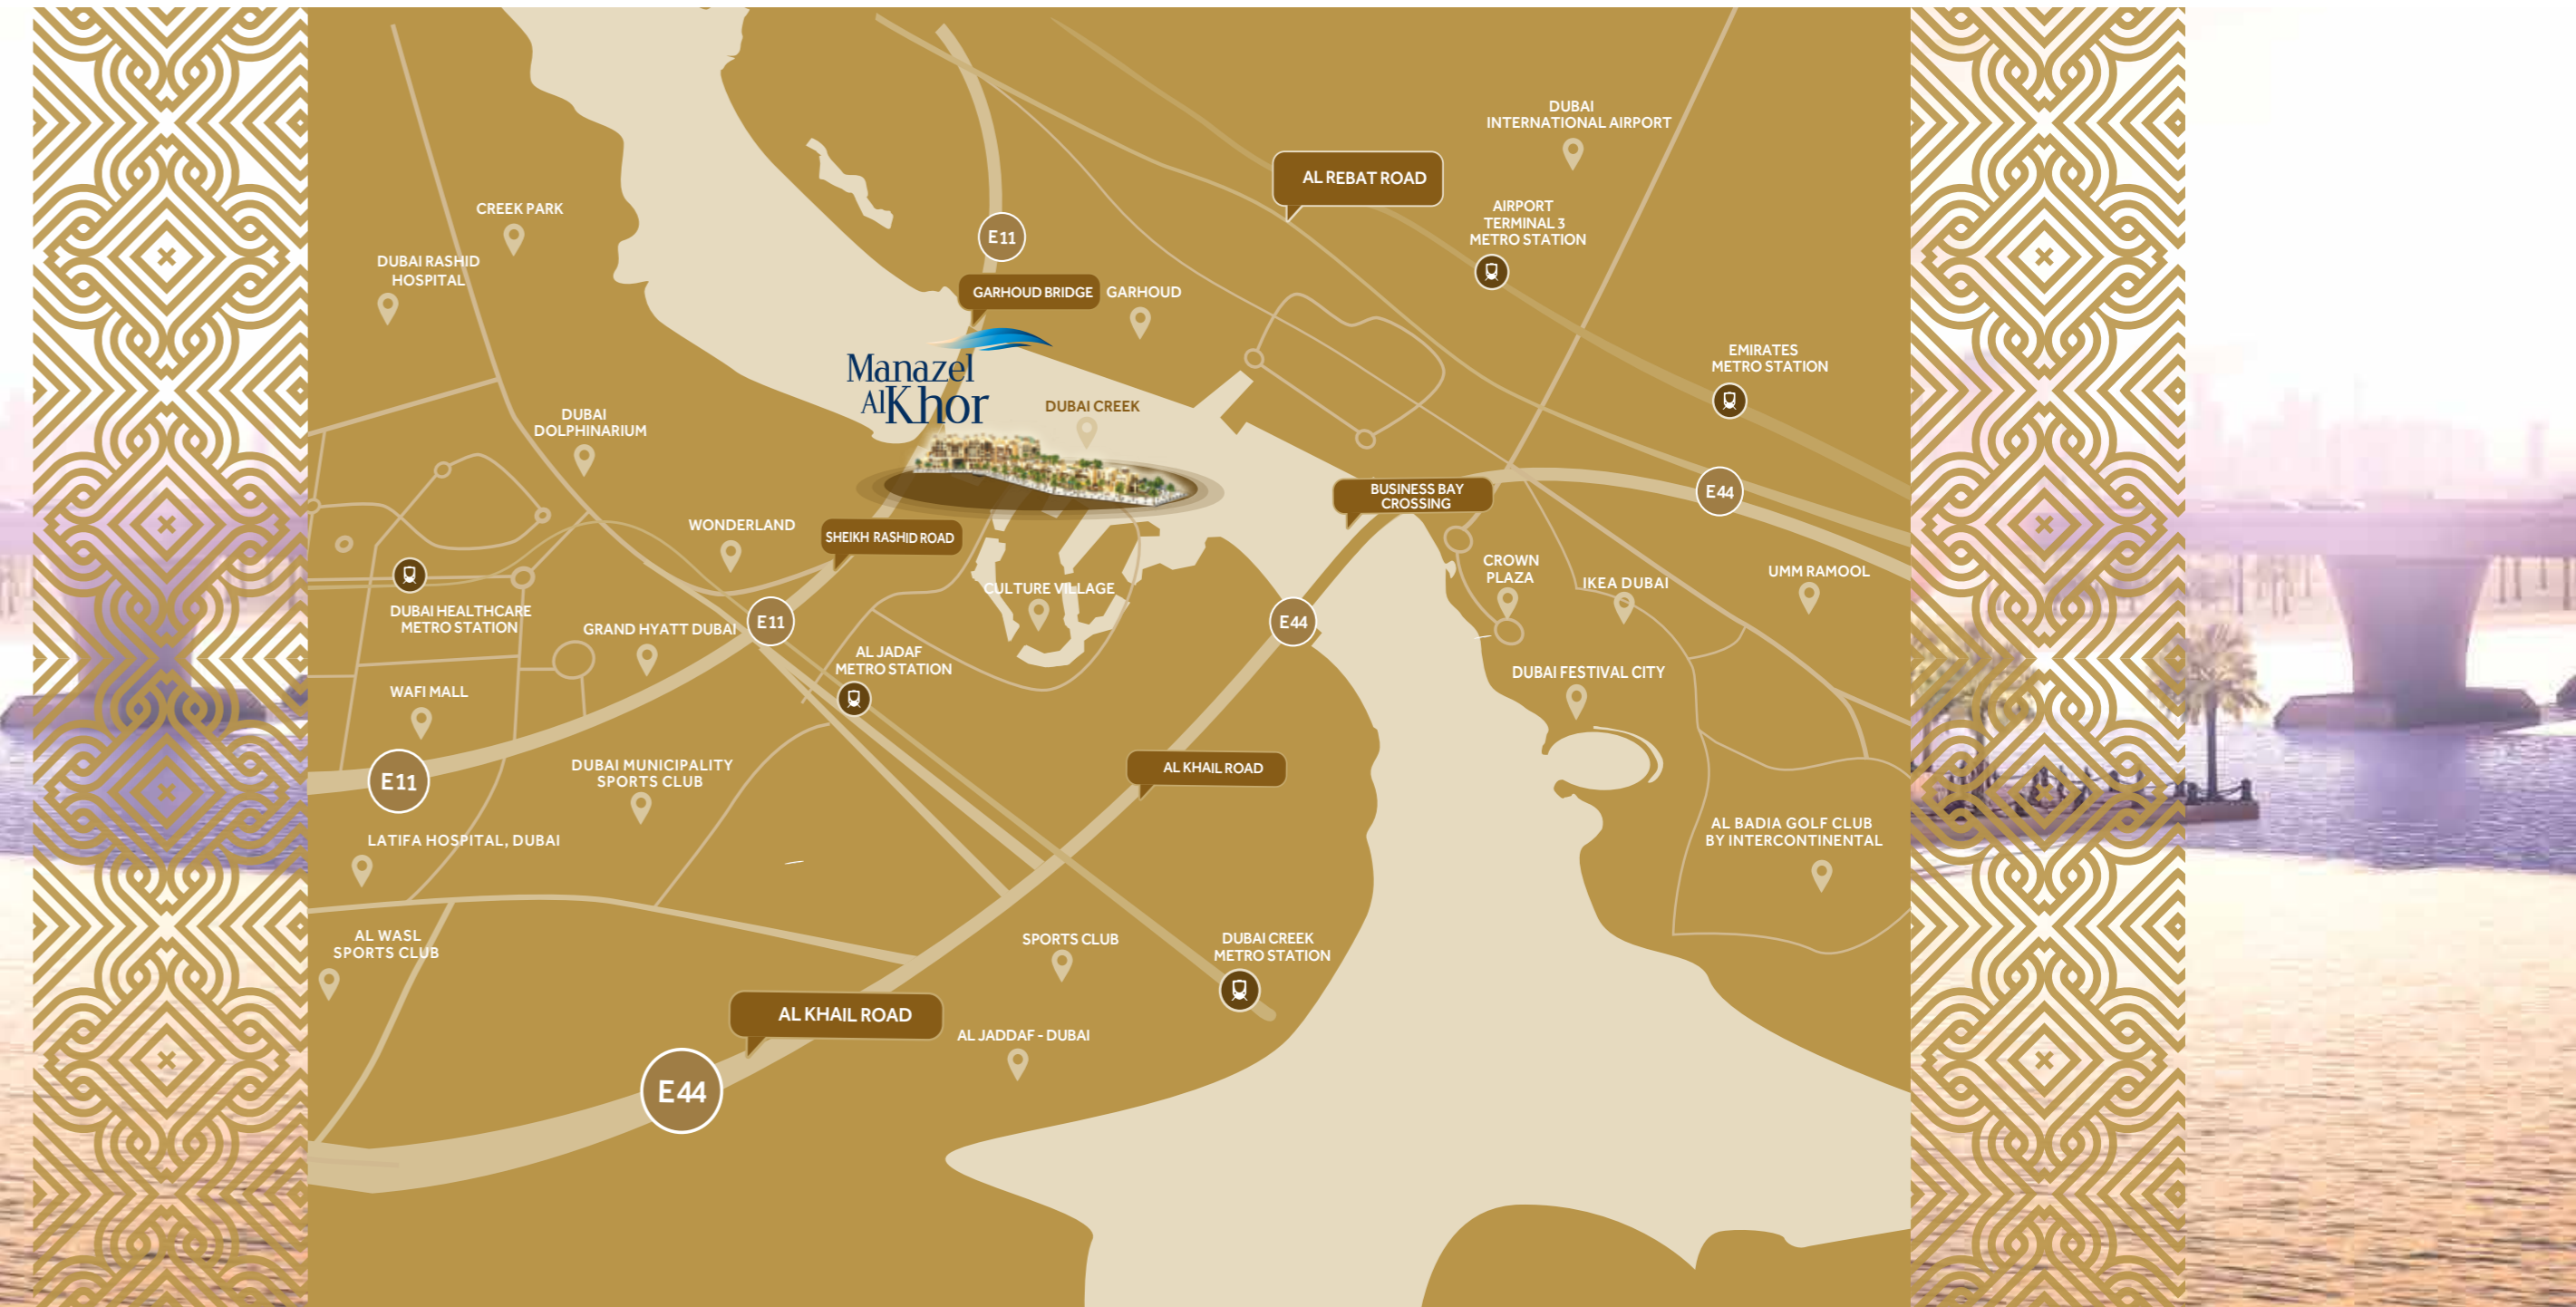 DUBAI
INTERNATIONAL AIRPORT
AL REBAT ROAD
CREEK PARK
AIRPORT
TERMINAL 3
METRO STATION
E11
DUBAI RASHID
HOSPITAL
GARHOUD BRIDGE
GARHOUD
EMIRATES
METRO STATION
Manazel
Al Khor
DUBAI CREEK
DUBAI
DOLPHINARIUM
BUSINESS BAY
CROSSING
E44
WONDERLAND
SHEIKH RASHID ROAD
CROWN
PLAZA
IKEA DUBAI
UMM RAMOOL
CULTURE VILLAGE
DUBAI HEALTHCARE
METRO STATION
GRAND HYATT DUBAI
E11
E44
AL JADAF
METRO STATION
DUBAI FESTIVAL CITY
WAFI MALL
E11
DUBAI MUNICIPALITY
SPORTS CLUB
AL KHAIL ROAD
LATIFA HOSPITAL, DUBAI
AL BADIA GOLF CLUB
BY INTERCONTINENTAL
AL WASL
SPORTS CLUB
SPORTS CLUB
DUBAI CREEK
METRO STATION
AL KHAIL ROAD
AL JADDAF - DUBAI
E44